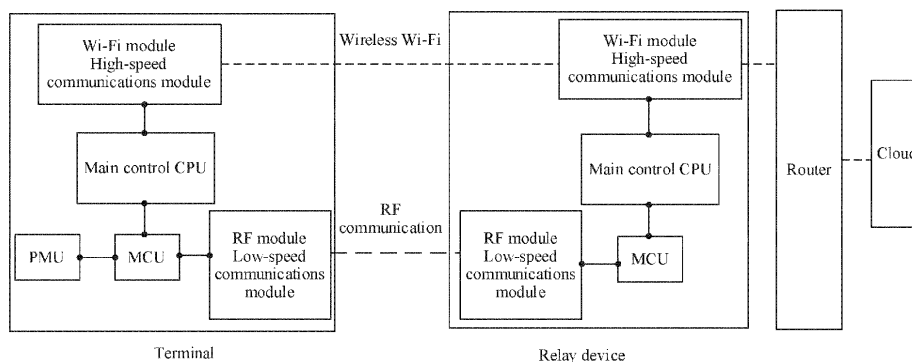 Wi-Fi module
High-speed
communications module
Main control CPU
PMU
MCU
RF module
Low-speed
communications
module
Terminal
Wireless Wi-Fi
RF
communication
Wi-Fi module
High-speed
communications module
Main control CPU
RF module
Low-speed
communications
module
MCU
Relay device
Router
Cloud